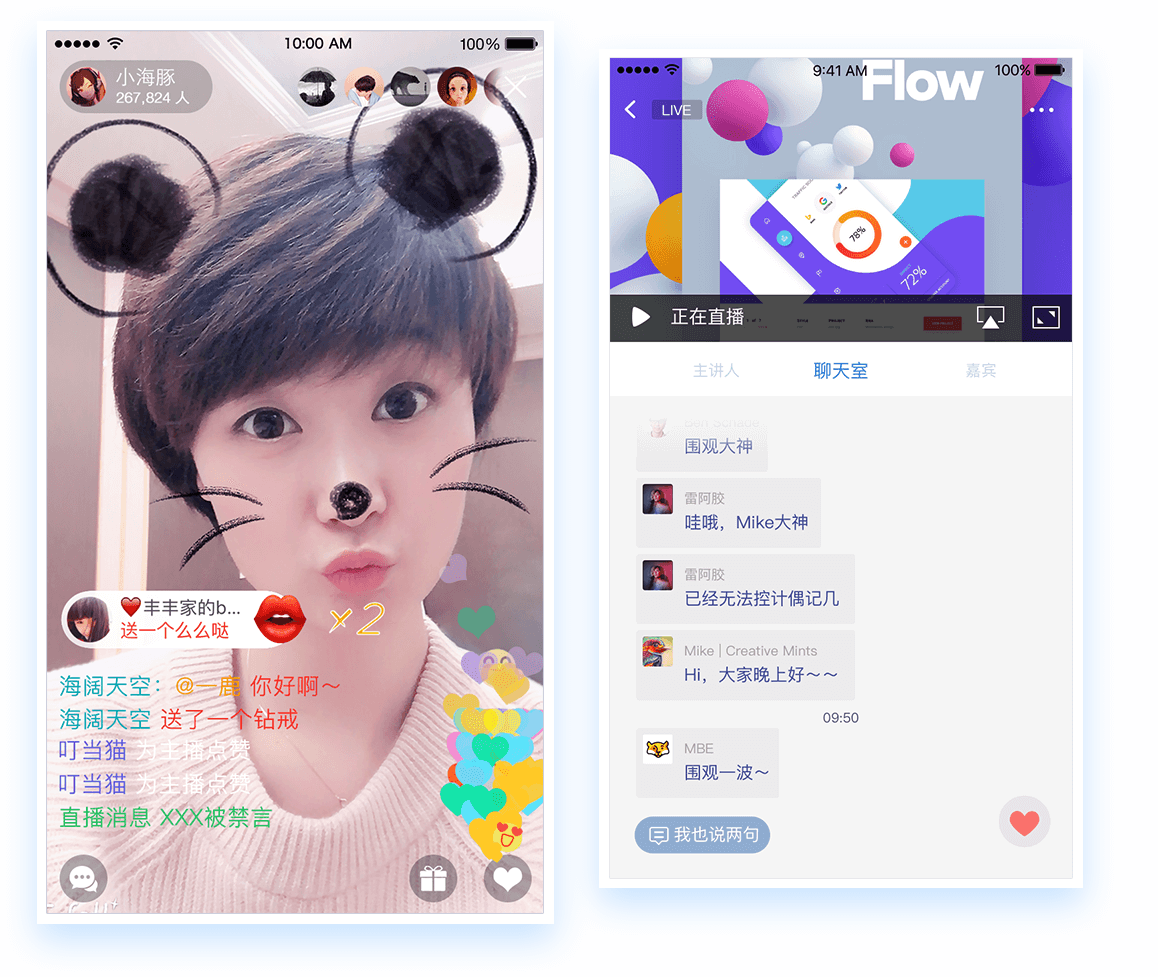 10:00 AM
100%
小海豚
267,824 人
丰丰家的b...
送一个么么哒
×2
海阔天空：@一鹿 你好啊～
海阔天空 送了一个钻戒
叮当猫 为主播点赞
叮当猫 为主播点赞
直播消息 XXX被禁言
9:41 AM
100%
Flow
LIVE
78%
72%
正在直播
主讲人
聊天室
嘉宾
围观大神
雷阿胶
哇哦，Mike大神
雷阿胶
已经无法控计偶记几
Mike | Creative Mints
Hi，大家晚上好～～
09:50
MBE
围观一波～
我也说两句